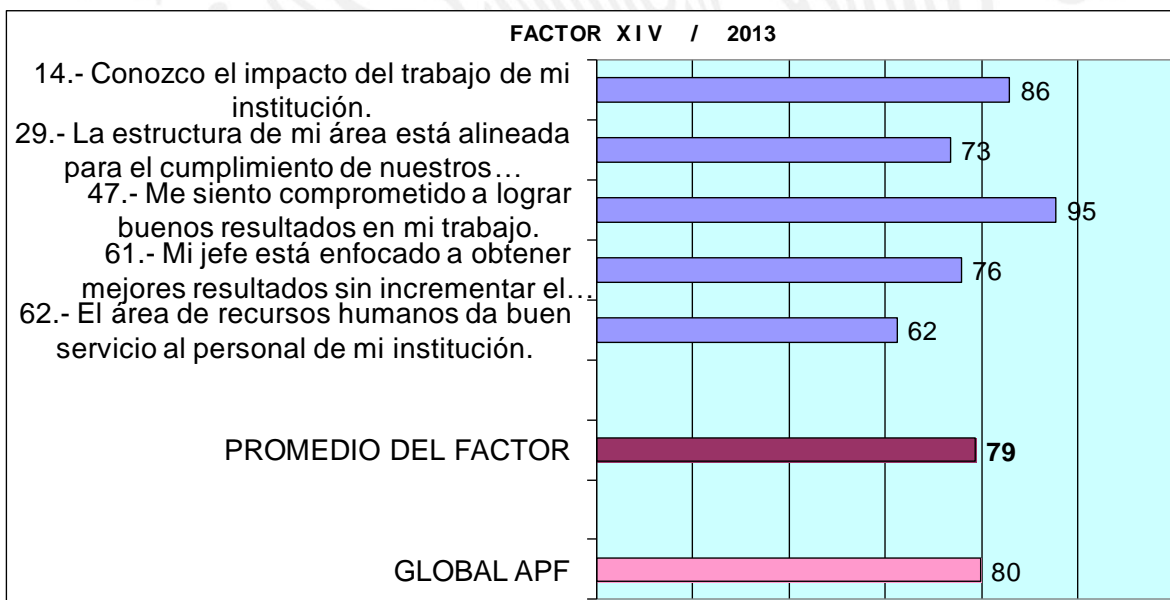 FACTOR XIV / 2013
14.- Conozco el impacto del trabajo de mi
institución.
86
29.- La estructura de mi área está alineada
para el cumplimiento de nuestros…
73
47.- Me siento comprometido a lograr
buenos resultados en mi trabajo.
95
61.- Mi jefe está enfocado a obtener
mejores resultados sin incrementar el…
76
62.- El área de recursos humanos da buen
servicio al personal de mi institución.
62
PROMEDIO DEL FACTOR
79
GLOBAL APF
80